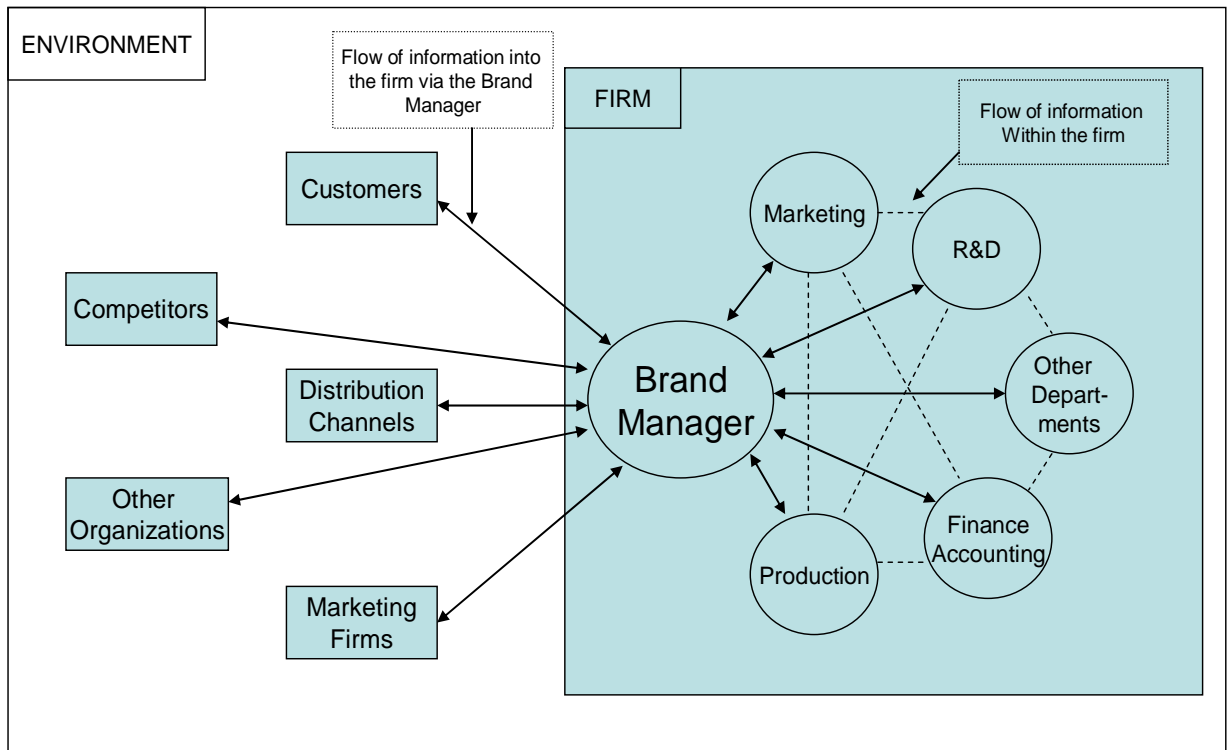 ENVIRONMENT
Flow of information into
the firm via the Brand
Manager
FIRM
Flow of information
Within the firm
Customers
Marketing
R&D
Competitors
Distribution
Channels
Brand
Manager
Other
Depart-
ments
Other
Organizations
Finance
Accounting
Production
Marketing
Firms